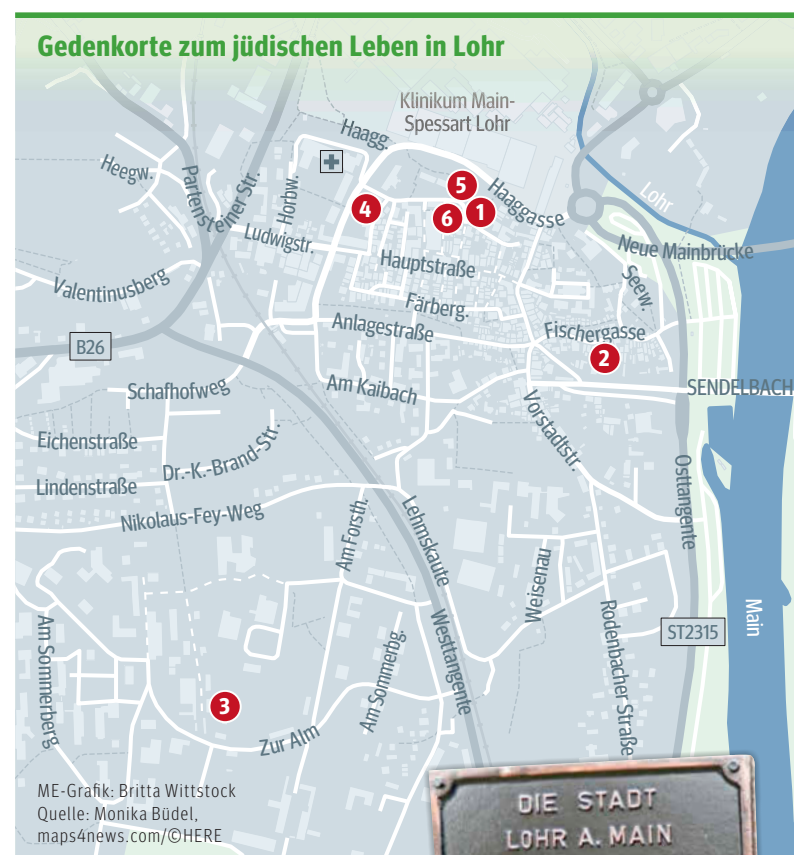 Gedenkorte zum jüdischen Leben in Lohr
Klinikum Main-
Spessart Lohr
Haagg.
Heegw.
Partensteiner Str.
Horbw.
5
Haaggasse
4
6
1
2
3
Lohr
Ludwigstr.
Hauptstraße
Neue Mainbrücke
Seew.
Valentinusberg
Färberg.
Anlagestraße
Fischergasse
B26
Schafhofweg
Am Kaibach
SENDELBACH
Vorstadtstr.
Eichenstraße
Dr.-K.-Brand-Str.
Lindenstraße
Nikolaus-Fey-Weg
Osttangente
Am Forsth.
Lehmskaute
Weisenau
Main
Am Sommerberg
Am Sommerbg.
Westtangente
Rodenbacher Straße
ST2315
Zur Alm
ME-Grafik: Britta Wittstock
Quelle: Monika Büdel,
maps4news.com/©HERE
DIE STADT
LOHR A. MAIN